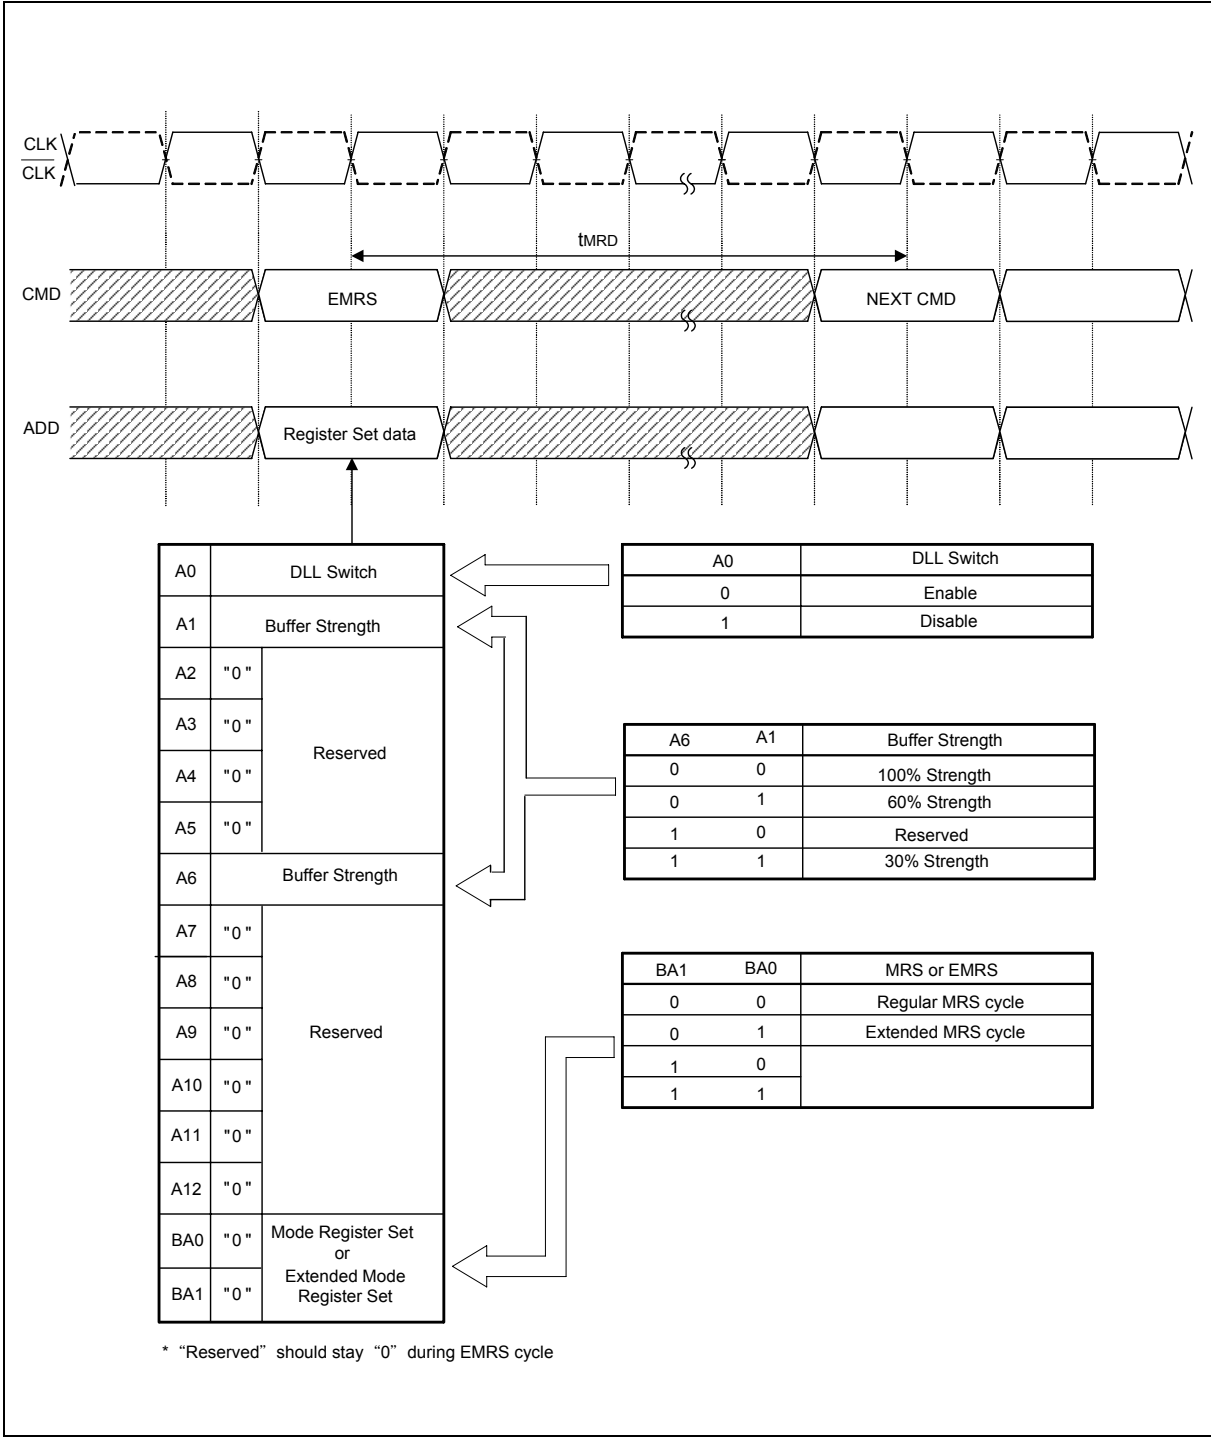 CLK
CLK
tMRD
CMD
EMRS
NEXT CMD
ADD
Register Set data
A0 DLL Switch
A1 Buffer Strength
A2 "0"
A3 "0"
Reserved
A4 "0"
A5 "0"
A6 Buffer Strength
A7 "0"
A8 "0"
A9 "0" Reserved
A10 "0"
A11 "0"
A12 "0"
BA0 "0"
BA1 "0"
Mode Register Set
or
Extended Mode
Register Set
A0 DLL Switch
0 Enable
1 Disable
A6 A1 Buffer Strength
0 0 100% Strength
0 1 60% Strength
1 0 Reserved
1 1 30% Strength
BA1 BA0 MRS or EMRS
0 0 Regular MRS cycle
0 1 Extended MRS cycle
1 0
1 1
* “Reserved” should stay “0” during EMRS cycle